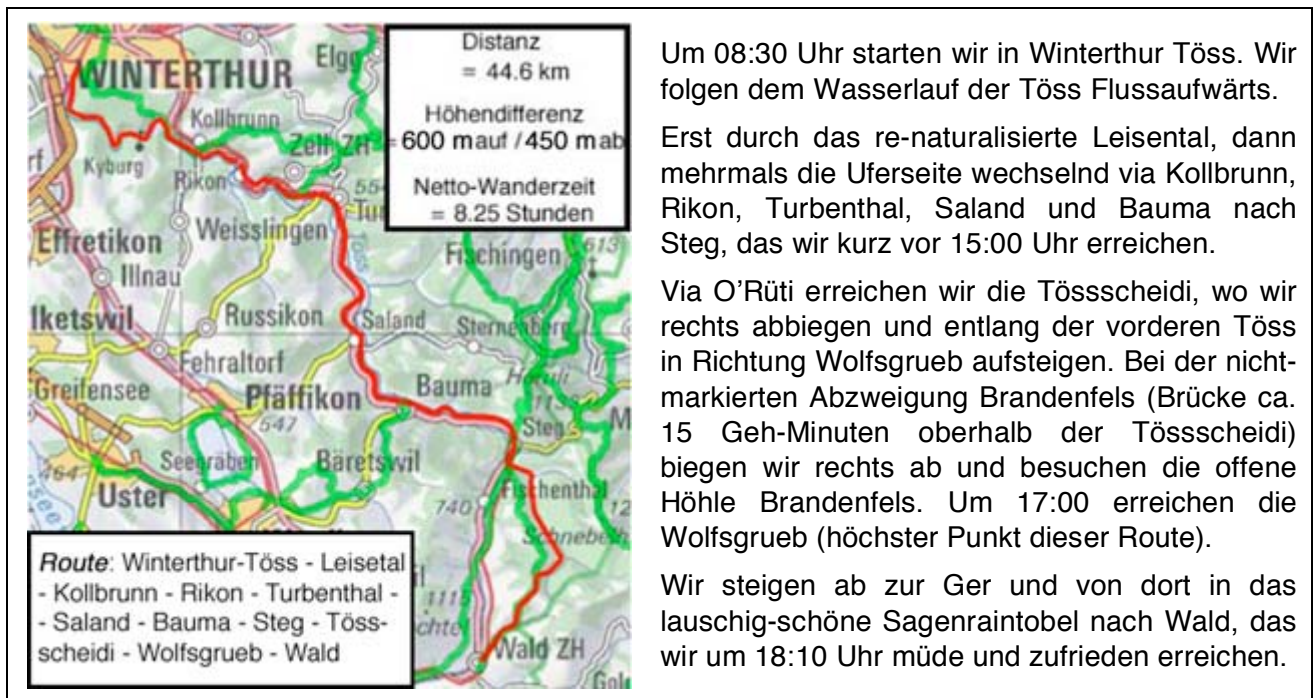 Distanz
= 44.6 km
Höhendifferenz
= 600 m auf / 450 m ab
Netto-Wanderzeit
= 8.25 Stunden
WINTERTHUR
Elgg
Kollbrunn
Zell ZH
Kyburg
Rikon
Weisslingen
Töss
Effretikon
Illnau
Fischingen
613
Russikon
Saland
Sternenberg
Fehraltorf
Greifensee
Pfäffikon
547
Bauma
Hörnli
Steg
464
Seegräben
Uster
Bäretswil
740
Fischenthal
1115
Wald ZH
Route: Winterthur-Töss - Leisetal
- Kollbrunn - Rikon - Turbenthal -
- Saland - Bauma - Steg - Töss-
scheidi - Wolfsgrueb - Wald
Um 08:30 Uhr starten wir in Winterthur Töss. Wir
folgen dem Wasserlauf der Töss Flussaufwärts.
Erst durch das re-naturalisierte Leisental, dann
mehrmals die Uferseite wechselnd via Kollbrunn,
Rikon, Turbenthal, Saland und Bauma nach
Steg, das wir kurz vor 15:00 Uhr erreichen.
Via O'Rüti erreichen wir die Tössscheidi, wo wir
rechts abbiegen und entlang der vorderen Töss
in Richtung Wolfsgrueb aufsteigen. Bei der nicht-
markierten Abzweigung Brandenfels (Brücke ca.
15 Geh-Minuten oberhalb der Tössscheidi)
biegen wir rechts ab und besuchen die offene
Höhle Brandenfels. Um 17:00 erreichen die
Wolfsgrueb (höchster Punkt dieser Route).
Wir steigen ab zur Ger und von dort in das
lauschig-schöne Sagenraintobel nach Wald, das
wir um 18:10 Uhr müde und zufrieden erreichen.